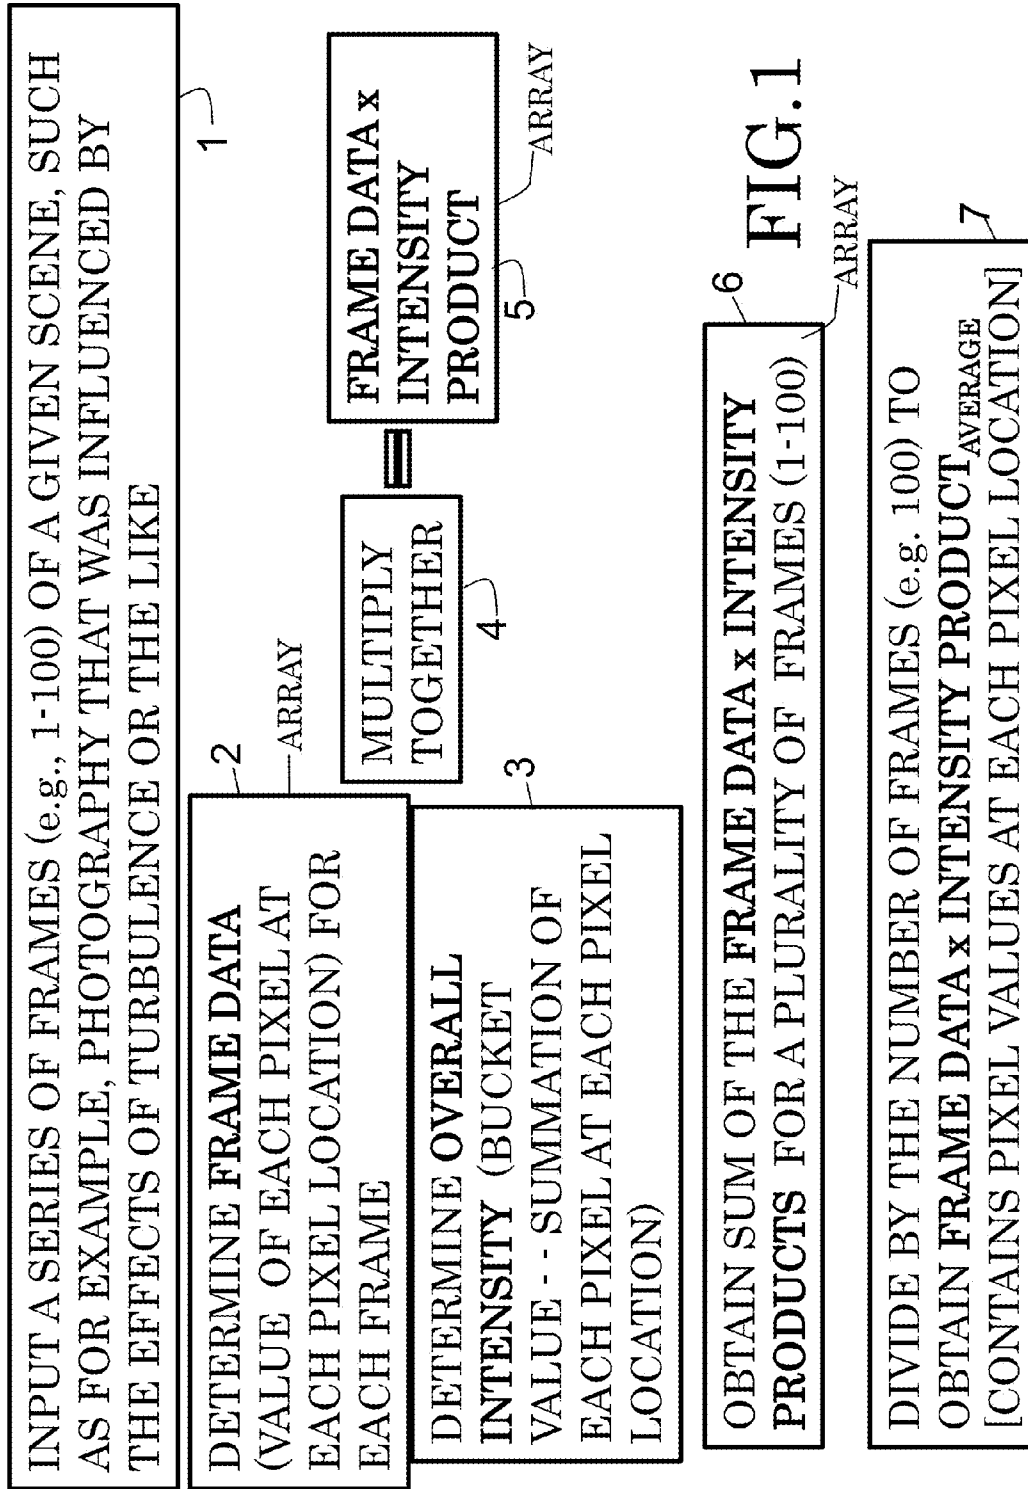 INPUT A SERIES OF FRAMES (e.g., 1-100) OF A GIVEN SCENE, SUCH
AS FOR EXAMPLE, PHOTOGRAPHY THAT WAS INFLUENCED BY
THE EFFECTS OF TURBULENCE OR THE LIKE
1
DETERMINE FRAME DATA
(VALUE OF EACH PIXEL AT
EACH PIXEL LOCATION) FOR
EACH FRAME
2
ARRAY
DETERMINE OVERALL
INTENSITY (BUCKET
VALUE - - SUMMATION OF
EACH PIXEL AT EACH PIXEL
LOCATION)
3
MULTIPLY
TOGETHER
4
=
FRAME DATA x
INTENSITY
PRODUCT
5
ARRAY
OBTAIN SUM OF THE FRAME DATA x INTENSITY
PRODUCTS FOR A PLURALITY OF FRAMES (1-100)
6
ARRAY
FIG.1
DIVIDE BY THE NUMBER OF FRAMES (e.g. 100) TO
OBTAIN FRAME DATA x INTENSITY PRODUCT AVERAGE
[CONTAINS PIXEL VALUES AT EACH PIXEL LOCATION]
7